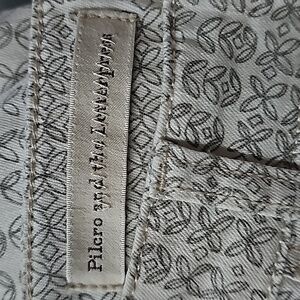 Pilcro and the Letterpress